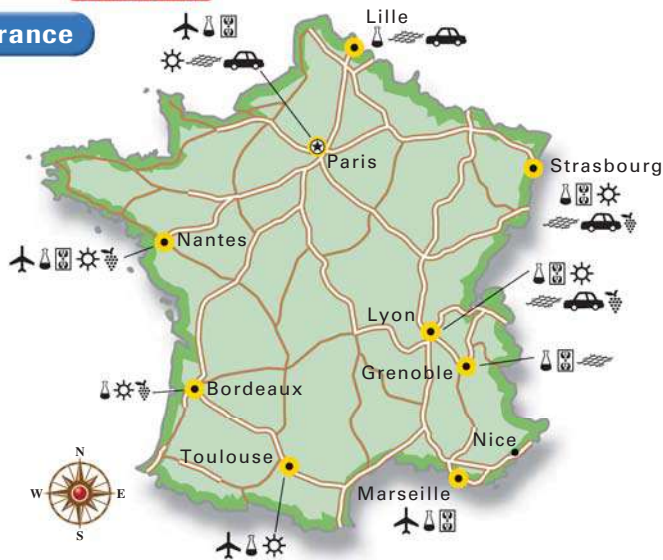 rance
Lille
Paris
Strasbourg
Nantes
Lyon
Grenoble
Bordeaux
Nice
Toulouse
Marseille
N
W
E
S